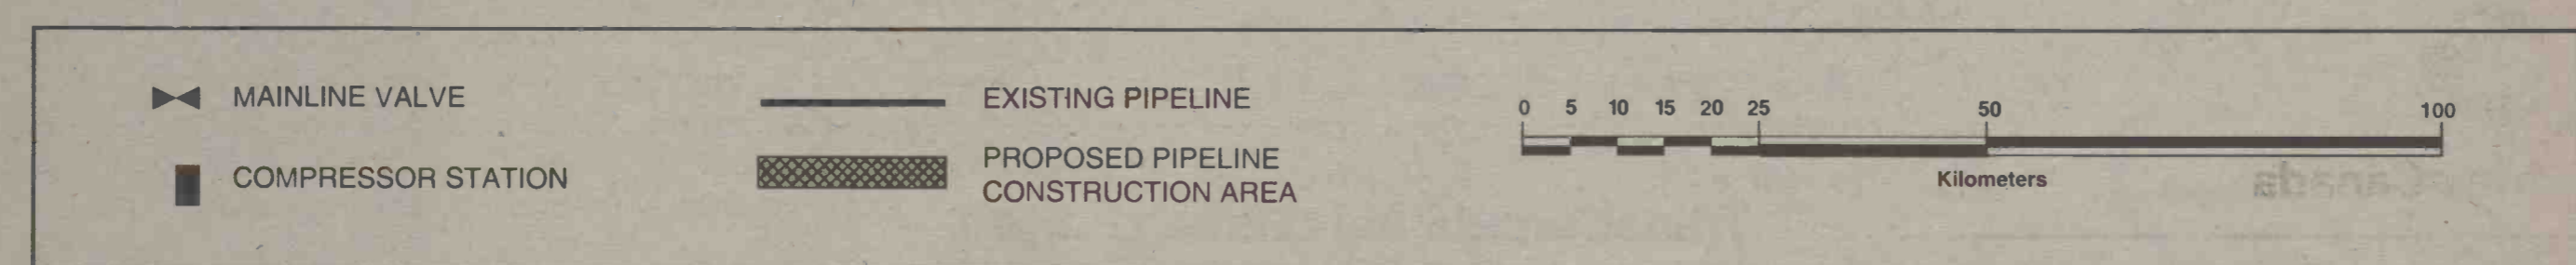 MAINLINE VALVE
COMPRESSOR STATION
EXISTING PIPELINE
PROPOSED PIPELINE
CONSTRUCTION AREA
0 5 10 15 20 25 50 100
Kilometers